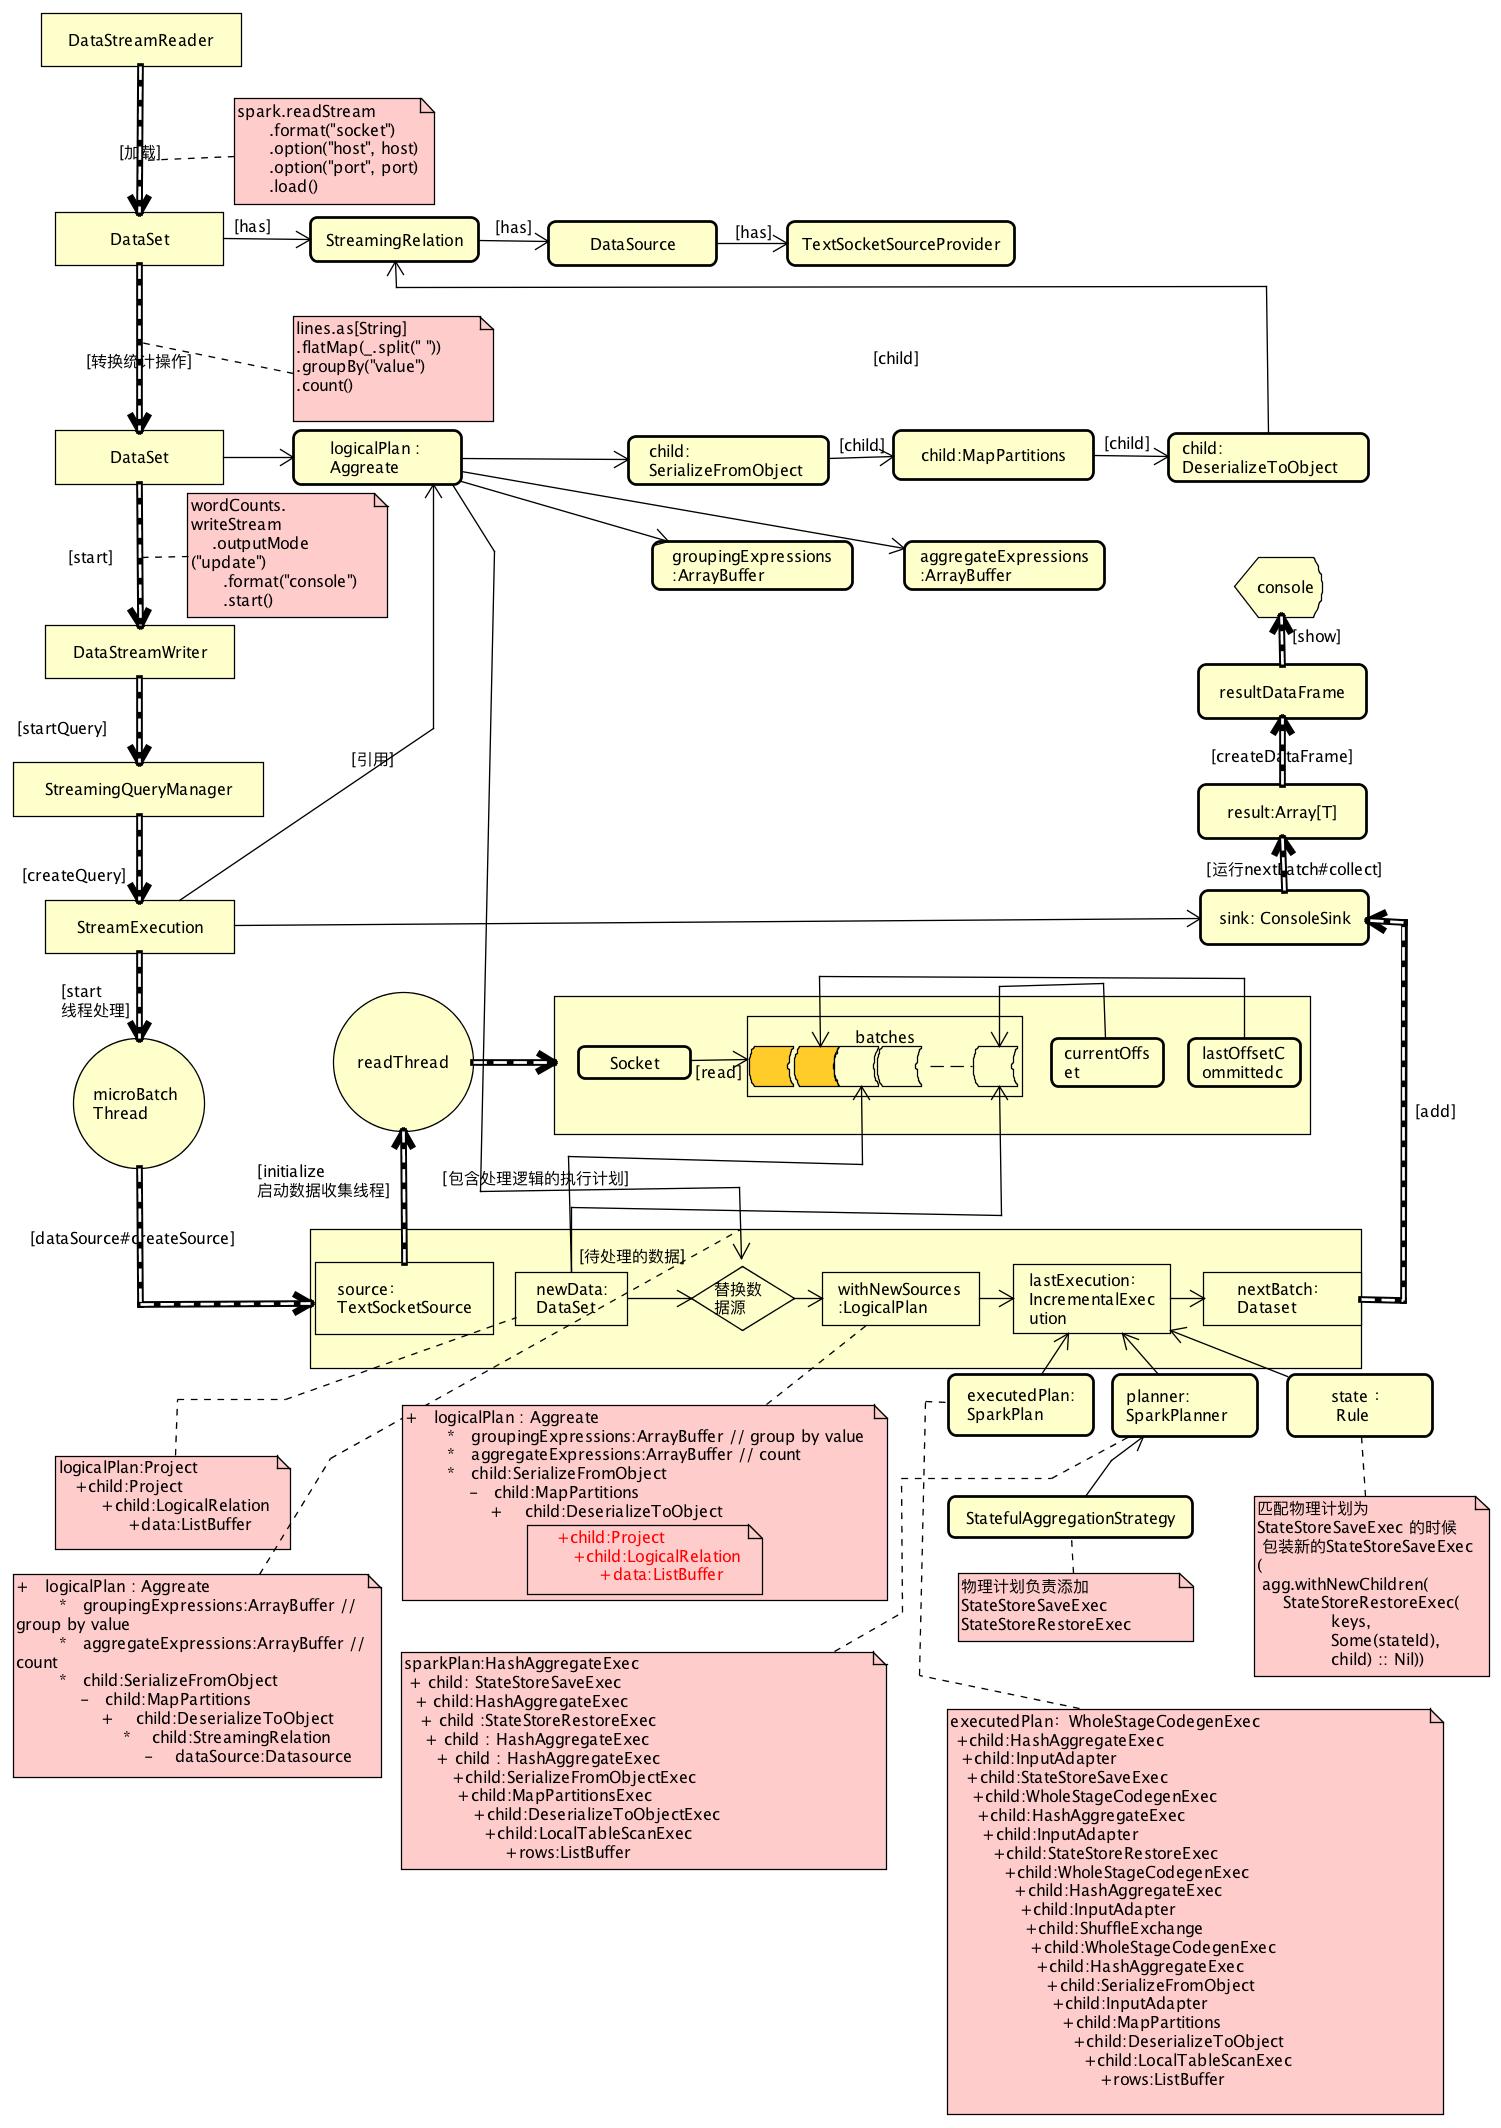 DataStreamReader
[加载]
spark.readStream
.format("socket")
.option("host", host)
.option("port", port)
.load()
DataSet
[has]
StreamingRelation
[has]
DataSource
[has]
TextSocketSourceProvider
[转换统计操作]
lines.as[String]
.flatMap(_.split(" "))
.groupBy("value")
.count()
[child]
DataSet
logicalPlan :
Aggreate
child:
SerializeFromObject
[child]
child:MapPartitions
[child]
child:
DeserializeToObject
[start]
wordCounts.
writeStream
.outputMode
("update")
.format("console")
.start()
groupingExpressions
:ArrayBuffer
aggregateExpressions
:ArrayBuffer
console
[show]
DataStreamWriter
resultDataFrame
[startQuery]
[引用]
[createDataFrame]
StreamingQueryManager
result:Array[T]
[createQuery]
[运行nextBatch#collect]
StreamExecution
sink: ConsoleSink
[start
线程处理]
microBatch
Thread
readThread
Socket
[read]
batches
currentOffs
et
lastOffsetC
ommittedc
[add]
[initialize
启动数据收集线程]
[包含处理逻辑的执行计划]
[dataSource#createSource]
[待处理的数据]
source:
TextSocketSource
newData:
DataSet
替换数
据源
withNewSources
:LogicalPlan
lastExecution:
IncrementalExec
ution
nextBatch:
Dataset
executedPlan:
SparkPlan
planner:
SparkPlanner
state :
Rule
logicalPlan:Project
+child:Project
+child:LogicalRelation
+data:ListBuffer
+ logicalPlan : Aggreate
* groupingExpressions:ArrayBuffer // group by value
* aggregateExpressions:ArrayBuffer // count
* child:SerializeFromObject
- child:MapPartitions
+ child:DeserializeToObject
+child:Project
+child:LogicalRelation
+data:ListBuffer
StatefulAggregationStrategy
物理计划负责添加
StateStoreSaveExec
StateStoreRestoreExec
匹配物理计划为
StateStoreSaveExec 的时候
包装新的StateStoreSaveExec
(
agg.withNewChildren(
StateStoreRestoreExec(
keys,
Some(stateId),
child) :: Nil))
+ logicalPlan : Aggreate
* groupingExpressions:ArrayBuffer //
group by value
* aggregateExpressions:ArrayBuffer //
count
* child:SerializeFromObject
- child:MapPartitions
+ child:DeserializeToObject
* child:StreamingRelation
- dataSource:Datasource
sparkPlan:HashAggregateExec
+ child: StateStoreSaveExec
+ child:HashAggregateExec
+ child :StateStoreRestoreExec
+ child : HashAggregateExec
+ child : HashAggregateExec
+child:SerializeFromObjectExec
+child:MapPartitionsExec
+child:DeserializeToObjectExec
+child:LocalTableScanExec
+rows:ListBuffer
executedPlan: WholeStageCodegenExec
+child:HashAggregateExec
+child:InputAdapter
+child:StateStoreSaveExec
+child:WholeStageCodegenExec
+child:HashAggregateExec
+child:InputAdapter
+child:StateStoreRestoreExec
+child:WholeStageCodegenExec
+child:HashAggregateExec
+child:InputAdapter
+child:ShuffleExchange
+child:WholeStageCodegenExec
+child:HashAggregateExec
+child:SerializeFromObject
+child:InputAdapter
+child:MapPartitions
+child:DeserializeToObject
+child:LocalTableScanExec
+rows:ListBuffer